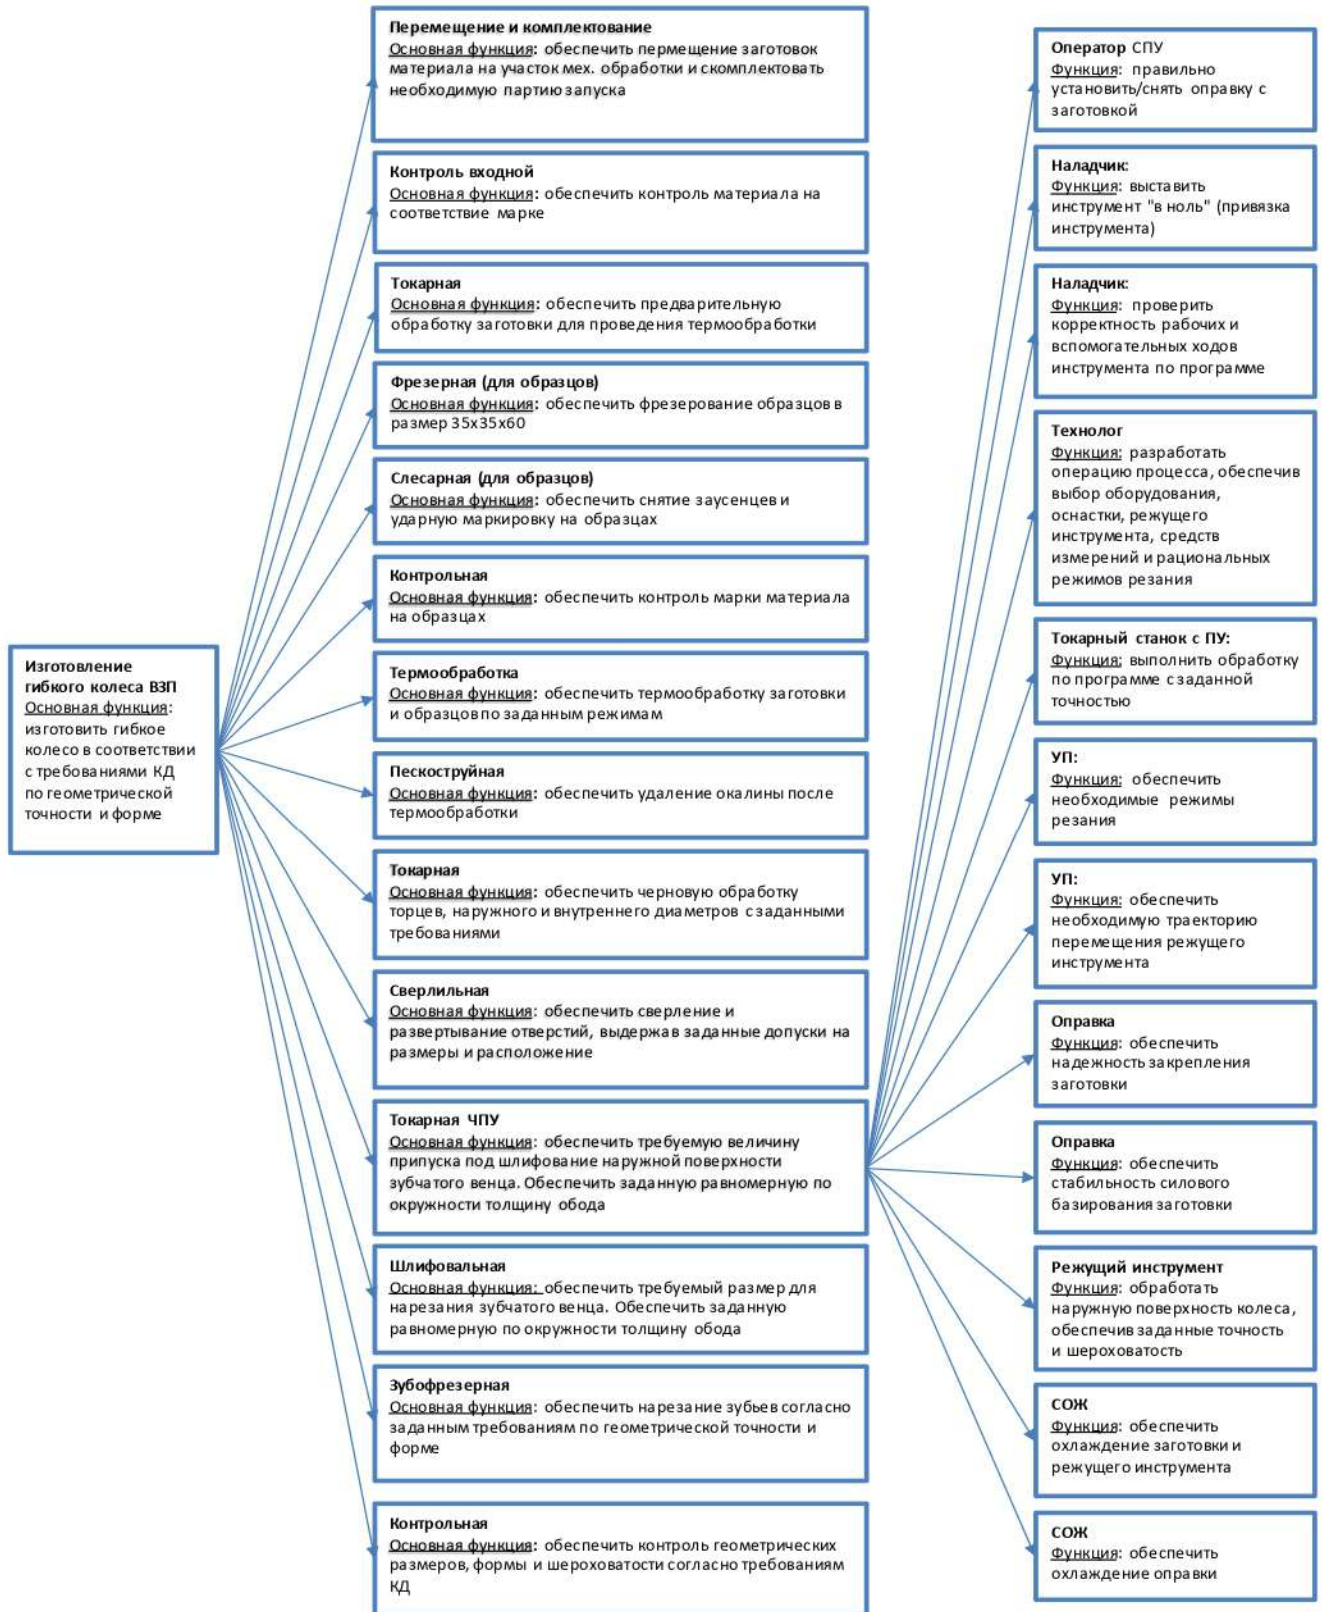 Изготовление
гибкого колеса ВЗП
Основная функция:
изготовить гибкое
колесо в соответствии
с требованиями КД
по геометрической
точности и форме
Перемещение и комплектование
Основная функция: обеспечить пермещение заготовок
материала на участок мех. обработки и скомплектовать
необходимую партию запуска
Контроль входной
Основная функция: обеспечить контроль материала на
соответствие марке
Токарная
Основная функция: обеспечить предварительную
обработку заготовки для проведения термообработки
Фрезерная (для образцов)
Основная функция: обеспечить фрезерование образцов в
размер 35х35х60
Слесарная (для образцов)
Основная функция: обеспечить снятие заусенцев и
ударную маркировку на образцах
Контрольная
Основная функция: обеспечить контроль марки материала
на образцах
Термообработка
Основная функция: обеспечить термообработку заготовки
и образцов по заданным режимам
Пескоструйная
Основная функция: обеспечить удаление окалины после
термообработки
Токарная
Основная функция: обеспечить черновую обработку
торцев, наружного и внутреннего диаметров с заданными
требованиями
Сверлильная
Основная функция: обеспечить сверление и
развертывание отверстий, выдержав заданные допуски на
размеры и расположение
Токарная ЧПУ
Основная функция: обеспечить требуемую величину
припуска под шлифование наружной поверхности
зубчатого венца. Обеспечить заданную равномерную по
окружности толщину обода
Шлифовальная
Основная функция: обеспечить требуемый размер для
нарезания зубчатого венца. Обеспечить заданную
равномерную по окружности толщину обода
Зубофрезерная
Основная функция: обеспечить нарезание зубьев согласно
заданным требованиям по геометрической точности и
форме
Контрольная
Основная функция: обеспечить контроль геометрических
размеров, формы и шероховатости согласно требованиям
КД
Оператор СПУ
Функция: правильно
установить/снять оправку с
заготовкой
Наладчик:
Функция: выставить
инструмент "в ноль" (привязка
инструмента)
Наладчик:
Функция: проверить
корректность рабочих и
вспомогательных ходов
инструмента по программе
Технолог
Функция: разработать
операцию процесса, обеспечив
выбор оборудования,
оснастки, режущего
инструмента, средств
измерений и рациональных
режимов резания
Токарный станок с ПУ:
Функция: выполнить обработку
по программе с заданной
точностью
УП:
Функция: обеспечить
необходимые режимы
резания
УП:
Функция: обеспечить
необходимую траекторию
перемещения режущего
инструмента
Оправка
Функция: обеспечить
надежность закрепления
заготовки
Оправка
Функция: обеспечить
стабильность силового
базирования заготовки
Режущий инструмент
Функция: обработать
наружную поверхность колеса,
обеспечив заданные точность
и шероховатость
СОЖ
Функция: обеспечить
охлаждение заготовки и
режущего инструмента
СОЖ
Функция: обеспечить
охлаждение оправки